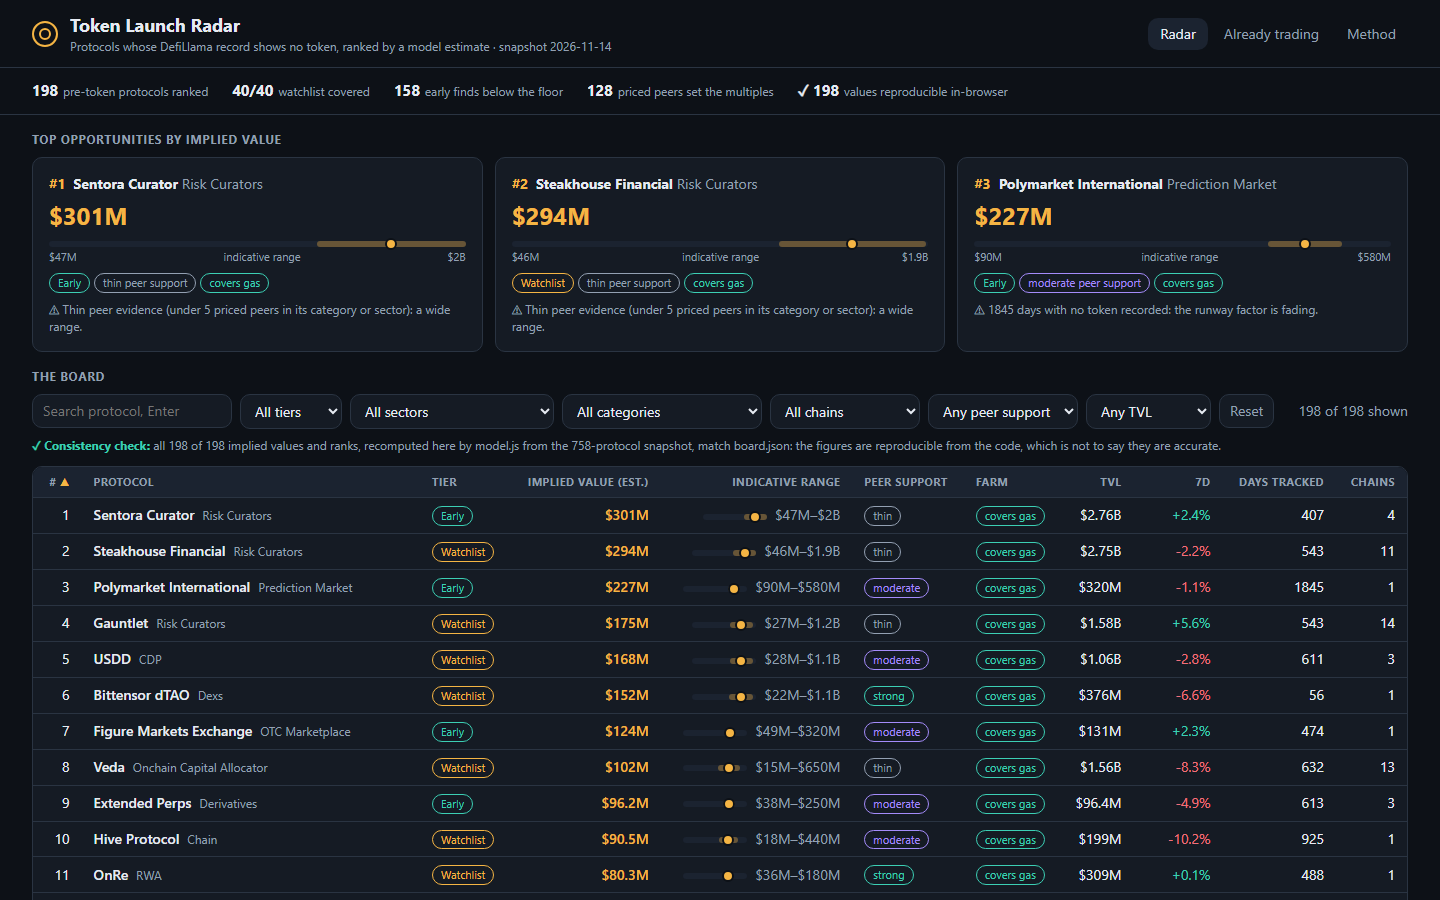 Token Launch Radar
Protocols whose DefiLlama record shows no token, ranked by a model estimate · snapshot 2026-11-14
Radar Already trading Method
198 pre-token protocols ranked 40/40 watchlist covered 158 early finds below the floor 128 priced peers set the multiples ✓ 198 values reproducible in-browser
TOP OPPORTUNITIES BY IMPLIED VALUE
#1 Sentora Curator Risk Curators
$301M
$47M indicative range $2B
Early thin peer support covers gas
⚠ Thin peer evidence (under 5 priced peers in its category or sector): a wide
range.
#2 Steakhouse Financial Risk Curators
$294M
$46M indicative range $1.9B
Watchlist thin peer support covers gas
⚠ Thin peer evidence (under 5 priced peers in its category or sector): a wide
range.
#3 Polymarket International Prediction Market
$227M
$90M indicative range $580M
Early moderate peer support covers gas
⚠ 1845 days with no token recorded: the runway factor is fading.
THE BOARD
Search protocol, Enter All tiers All sectors All categories All chains Any peer support Any TVL Reset 198 of 198 shown
✓ Consistency check: all 198 of 198 implied values and ranks, recomputed here by model.js from the 758-protocol snapshot, match board.json: the figures are reproducible from the code, which is not to say they are accurate.
# ▲ PROTOCOL TIER IMPLIED VALUE (EST.) INDICATIVE RANGE PEER SUPPORT FARM TVL 7D DAYS TRACKED CHAINS
1 Sentora Curator Risk Curators Early $301M $47M–$2B thin covers gas $2.76B +2.4% 407 4
2 Steakhouse Financial Risk Curators Watchlist $294M $46M–$1.9B thin covers gas $2.75B -2.2% 543 11
3 Polymarket International Prediction Market Early $227M $90M–$580M moderate covers gas $320M -1.1% 1845 1
4 Gauntlet Risk Curators Watchlist $175M $27M–$1.2B thin covers gas $1.58B +5.6% 543 14
5 USDD CDP Watchlist $168M $28M–$1.1B moderate covers gas $1.06B -2.8% 611 3
6 Bittensor dTAO Dexs Watchlist $152M $22M–$1.1B strong covers gas $376M -6.6% 56 1
7 Figure Markets Exchange OTC Marketplace Early $124M $49M–$320M moderate covers gas $131M +2.3% 474 1
8 Veda Onchain Capital Allocator Watchlist $102M $15M–$650M thin covers gas $1.56B -8.3% 632 13
9 Extended Perps Derivatives Early $96.2M $38M–$250M moderate covers gas $96.4M -4.9% 613 3
10 Hive Protocol Chain Watchlist $90.5M $18M–$440M moderate covers gas $199M -10.2% 925 1
11 OnRe RWA Watchlist $80.3M $36M–$180M strong covers gas $309M +0.1% 488 1